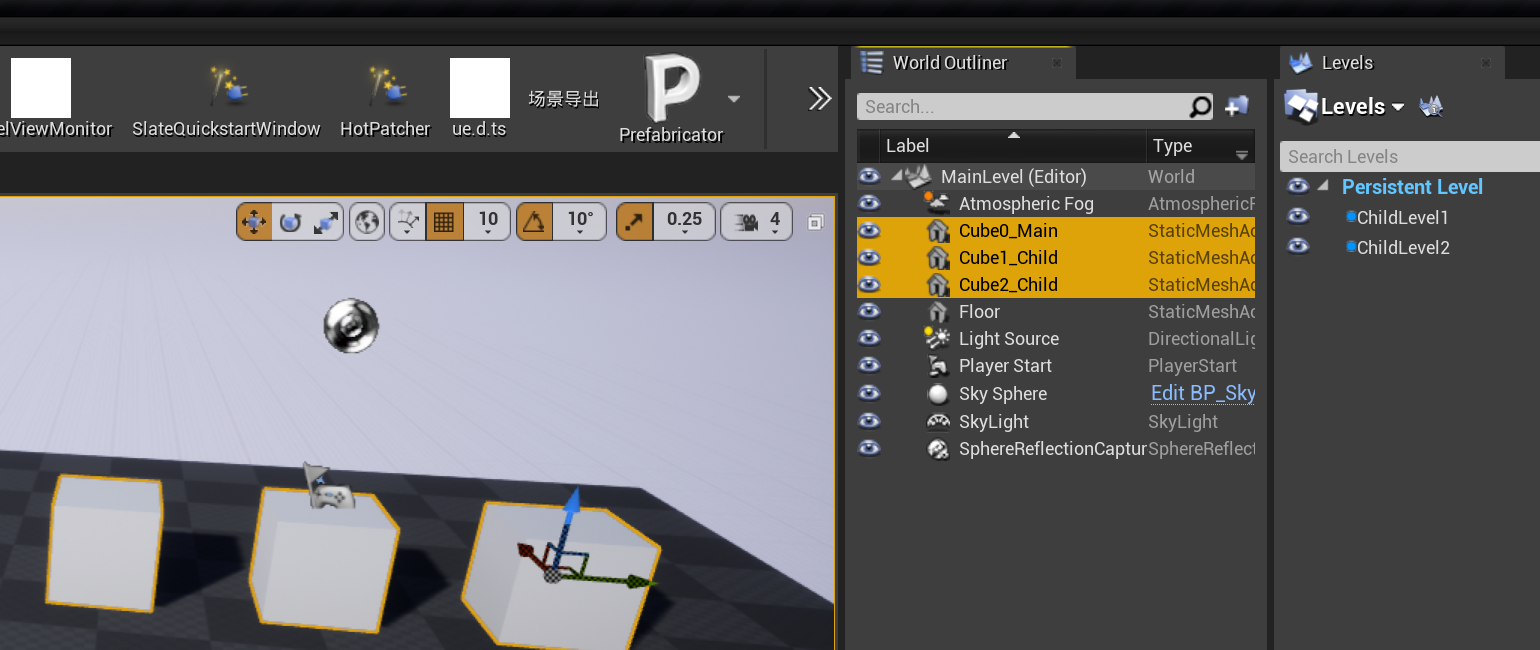 elViewMonitor
SlateQuickstartWindow
HotPatcher
ue.d.ts
场景导出
Prefabricator
10
10°
0.25
4
World Outliner
Search...
Label Type
MainLevel (Editor) World
Atmospheric Fog AtmosphericF
Cube0_Main StaticMeshAc
Cube1_Child StaticMeshAc
Cube2_Child StaticMeshAc
Floor StaticMeshAc
Light Source DirectionalLig
Player Start PlayerStart
Sky Sphere Edit BP_Sky
SkyLight SkyLight
SphereReflectionCaptur SphereReflect
Levels
Levels
Search Levels
Persistent Level
ChildLevel1
ChildLevel2